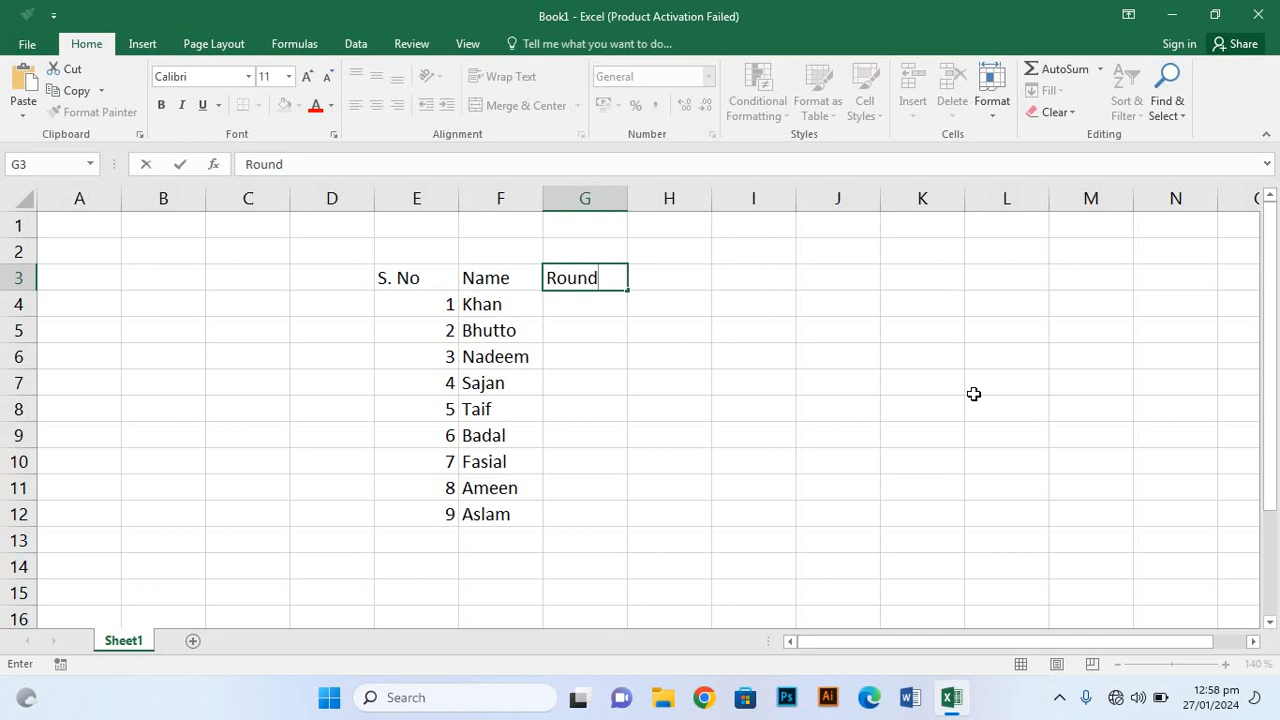 Book1 - Excel (Product Activation Failed)
File Home Insert Page Layout Formulas Data Review View Tell me what you want to do... Sign in Share
Paste Cut Copy Format Painter
Calibri 11 A A B I U A
Wrap Text Merge & Center
General % ,
Conditional Formatting Format as Table Cell Styles
Insert Delete Format
AutoSum Fill Clear Sort & Filter Find & Select
Clipboard Font Alignment Number Styles Cells Editing
G3 fx Round
A B C D E F G H I J K L M N
1
2
3 S. No Name Round
4 1 Khan
5 2 Bhutto
6 3 Nadeem
7 4 Sajan
8 5 Taif
9 6 Badal
10 7 Fasial
11 8 Ameen
12 9 Aslam
13
14
15
16
Sheet1
Enter 140 %
Search Ps Ai 12:58 pm
27/01/2024